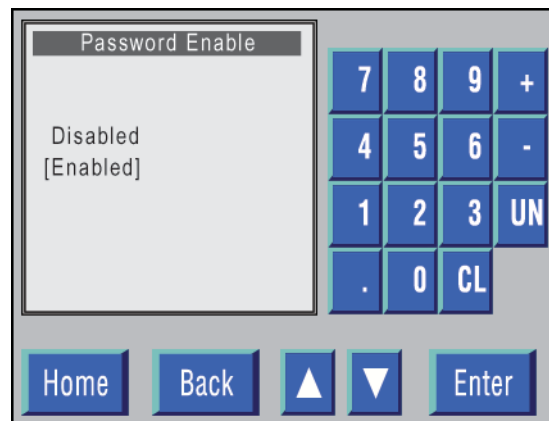 Password Enable
Disabled
[Enabled]
7 8 9 +
4 5 6 -
1 2 3 UN
. 0 CL
Home Back ▲ ▼ Enter